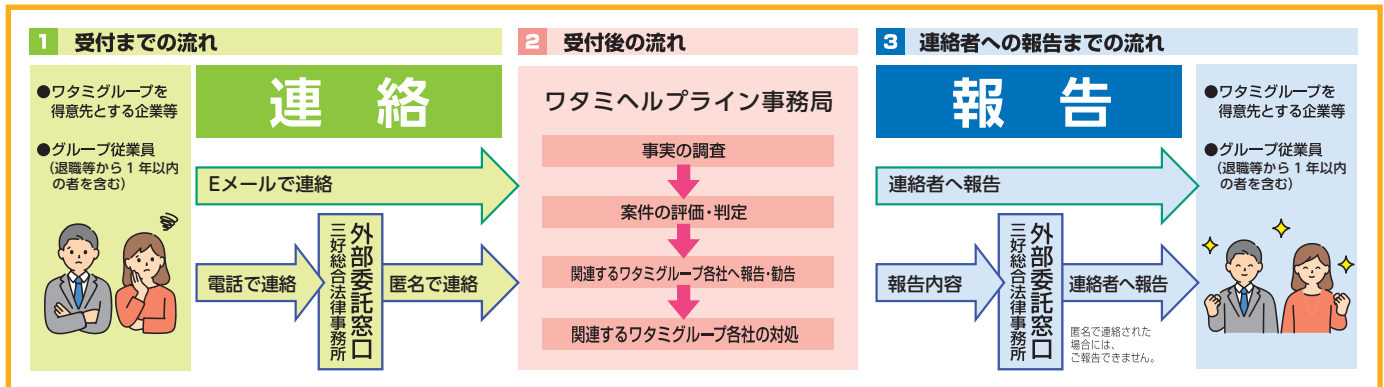 1 受付までの流れ
●ワタミグループを
得意先とする企業等
●グループ従業員
(退職等から1年以内
の者を含む)
連絡
Eメールで連絡
電話で連絡
外部委託窓口
三好総合法律事務所
匿名で連絡
2 受付後の流れ
ワタミヘルプライン事務局
事実の調査
案件の評価・判定
関連するワタミグループ各社へ報告・勧告
関連するワタミグループ各社の対処
3 連絡者への報告までの流れ
報告
連絡者へ報告
報告内容
外部委託窓口
三好総合法律事務所
連絡者へ報告
匿名で連絡された
場合には、
ご報告できません。
●ワタミグループを
得意先とする企業等
●グループ従業員
(退職等から1年以内
の者を含む)